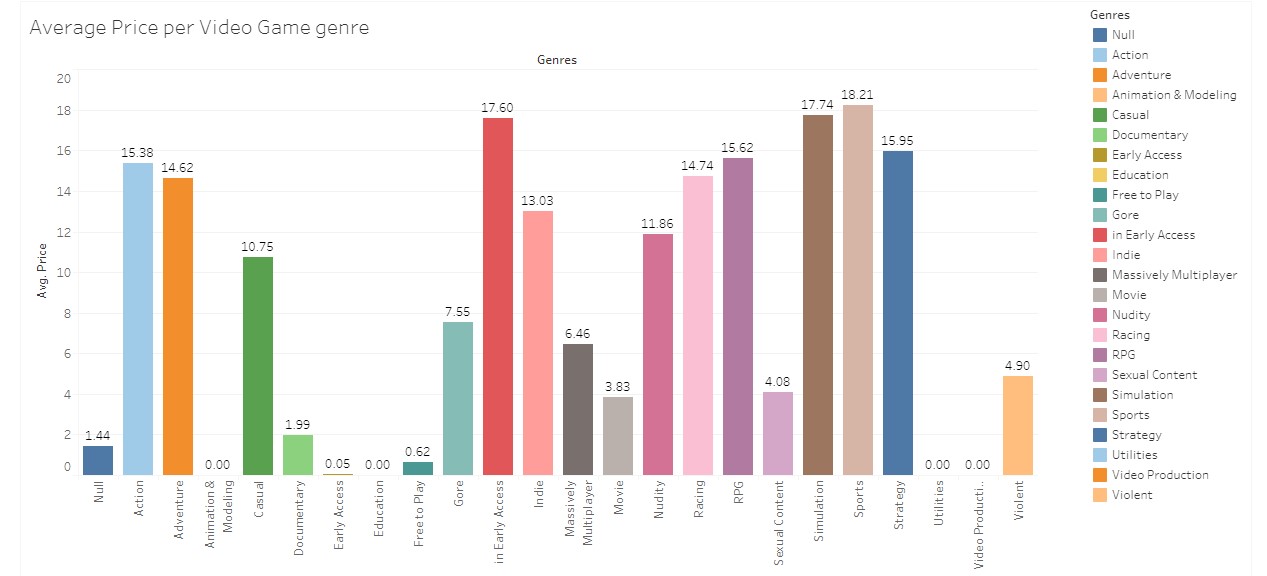 Average Price per Video Game genre
Genres
Avg. Price
20
18
16
14
12
10
8
6
4
2
0
1.44
15.38
14.62
0.00
10.75
1.99
0.05
0.00
0.62
7.55
17.60
13.03
6.46
3.83
11.86
14.74
15.62
4.08
17.74
18.21
15.95
0.00
0.00
4.90
Null
Action
Adventure
Animation &
Modeling
Casual
Documentary
Early Access
Education
Free to Play
Gore
in Early Access
Indie
Massively
Multiplayer
Movie
Nudity
Racing
RPG
Sexual Content
Simulation
Sports
Strategy
Utilities
Video Producti..
Violent
Genres
Null
Action
Adventure
Animation & Modeling
Casual
Documentary
Early Access
Education
Free to Play
Gore
in Early Access
Indie
Massively Multiplayer
Movie
Nudity
Racing
RPG
Sexual Content
Simulation
Sports
Strategy
Utilities
Video Production
Violent